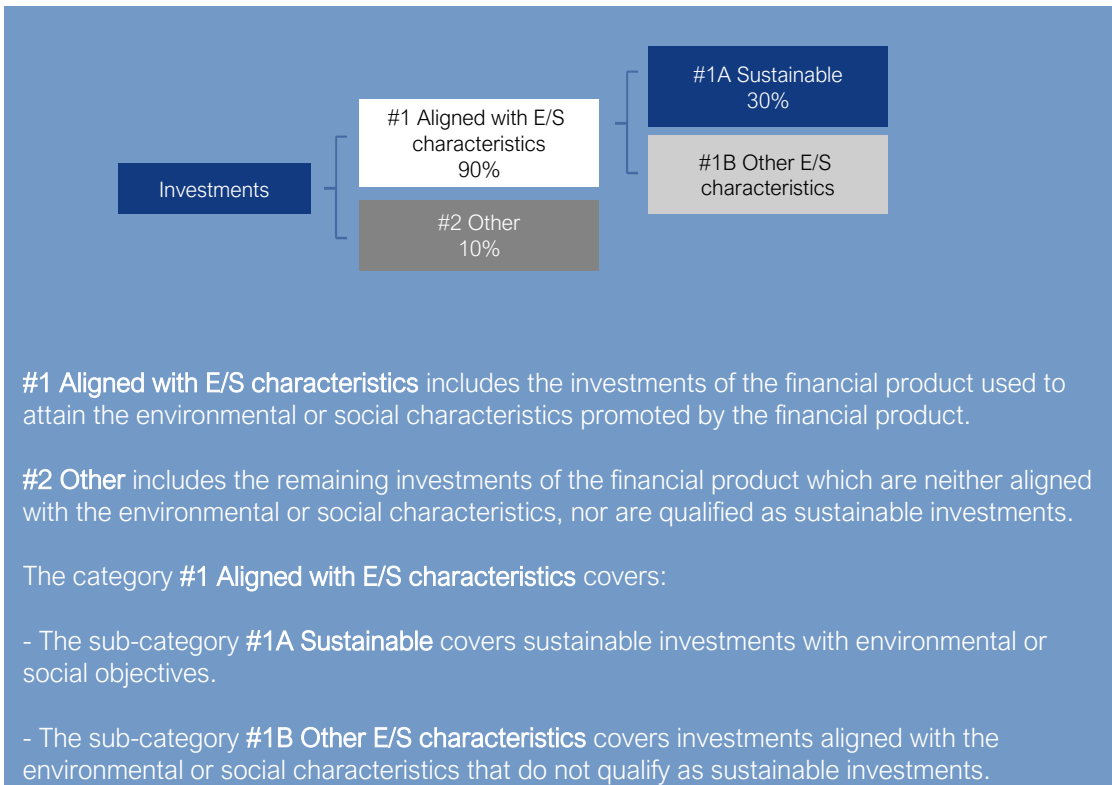 #1A Sustainable
30%
#1 Aligned with E/S
characteristics
90%
#1B Other E/S
characteristics
Investments
#2 Other
10%
#1 Aligned with E/S characteristics includes the investments of the financial product used to
attain the environmental or social characteristics promoted by the financial product.
#2 Other includes the remaining investments of the financial product which are neither aligned
with the environmental or social characteristics, nor are qualified as sustainable investments.
The category #1 Aligned with E/S characteristics covers:
- The sub-category #1A Sustainable covers sustainable investments with environmental or
social objectives.
- The sub-category #1B Other E/S characteristics covers investments aligned with the
environmental or social characteristics that do not qualify as sustainable investments.